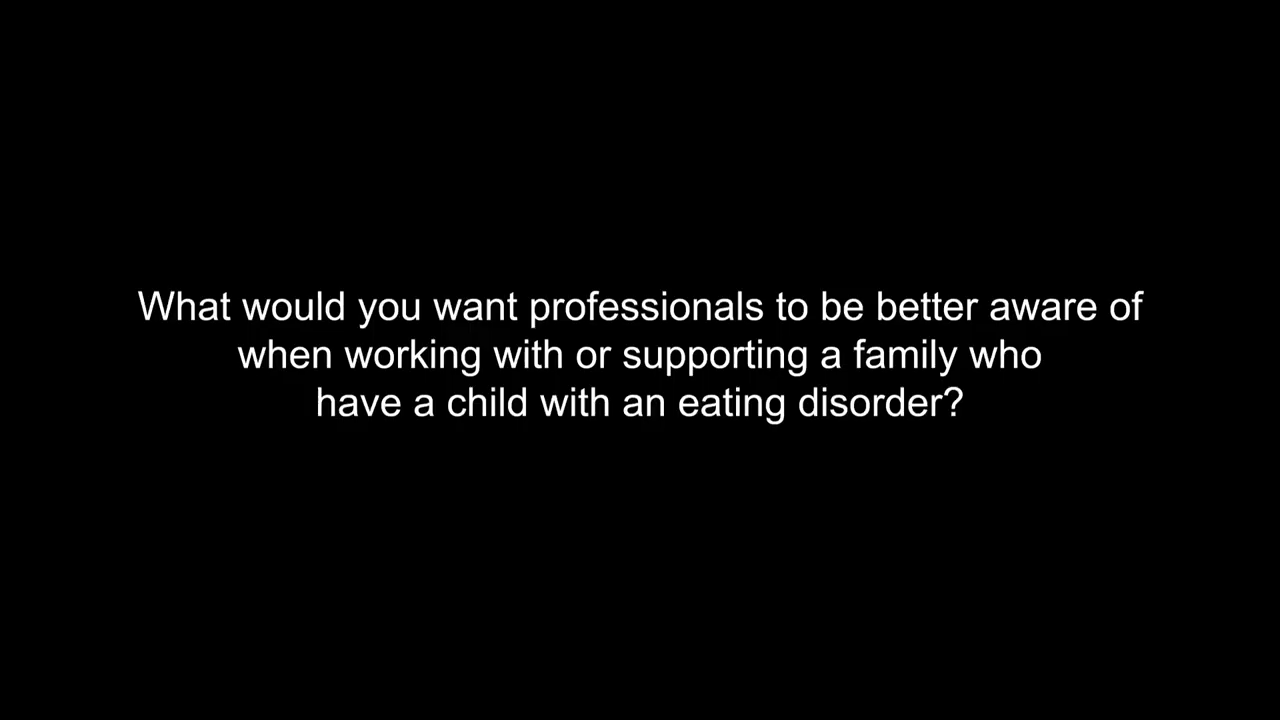 What would you want professionals to be better aware of
when working with or supporting a family who
have a child with an eating disorder?